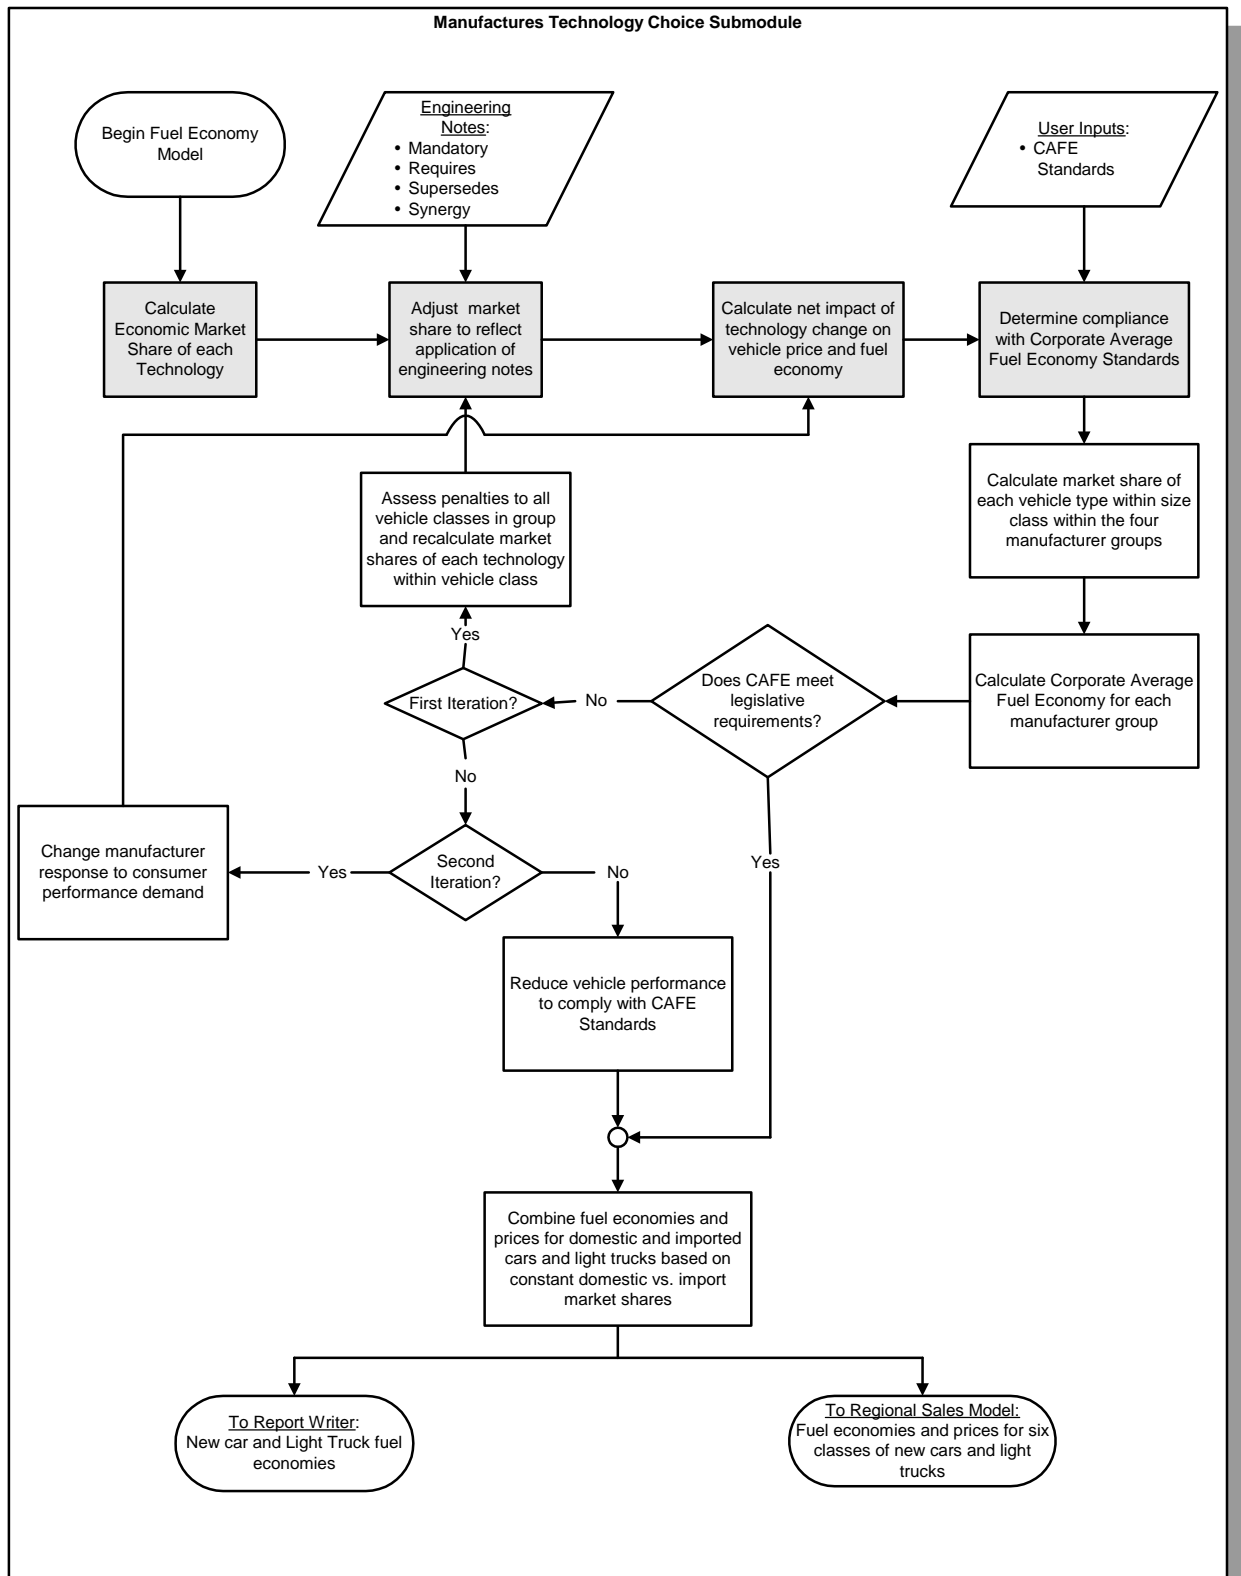 Manufactures Technology Choice Submodule
Begin Fuel Economy
Model
Engineering
Notes:
• Mandatory
• Requires
• Supersedes
• Synergy
User Inputs:
• CAFE
Standards
Calculate
Economic Market
Share of each
Technology
Adjust market
share to reflect
application of
engineering notes
Calculate net impact of
technology change on
vehicle price and fuel
economy
Determine compliance
with Corporate Average
Fuel Economy Standards
Assess penalties to all
vehicle classes in group
and recalculate market
shares of each technology
within vehicle class
Calculate market share of
each vehicle type within size
class within the four
manufacturer groups
Yes
First Iteration?
No
Does CAFE meet
legislative
requirements?
Calculate Corporate Average
Fuel Economy for each
manufacturer group
No
Change manufacturer
response to consumer
performance demand
Yes
Second
Iteration?
No
Yes
Reduce vehicle performance
to comply with CAFE
Standards
Combine fuel economies and
prices for domestic and imported
cars and light trucks based on
constant domestic vs. import
market shares
To Report Writer:
New car and Light Truck fuel
economies
To Regional Sales Model:
Fuel economies and prices for six
classes of new cars and light
trucks